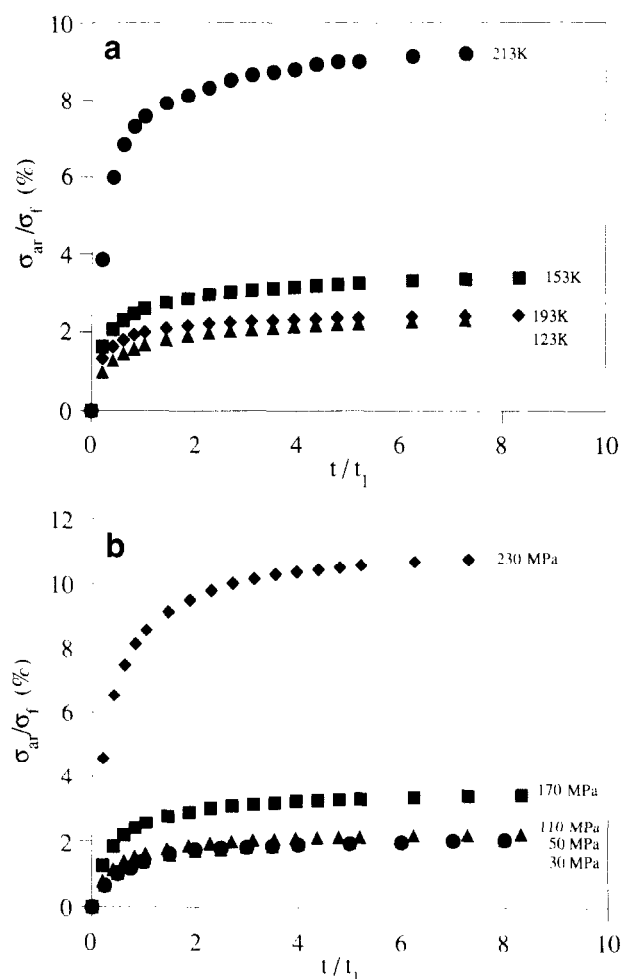 a
10
8
6
4
2
0
σar/σf (%)
213K
153K
193K
123K
0 2 4 6 8 10
t / t1
b
12
10
8
6
4
2
0
σar/σf (%)
230 MPa
170 MPa
110 MPa
50 MPa
30 MPa
0 2 4 6 8 10
t / t1